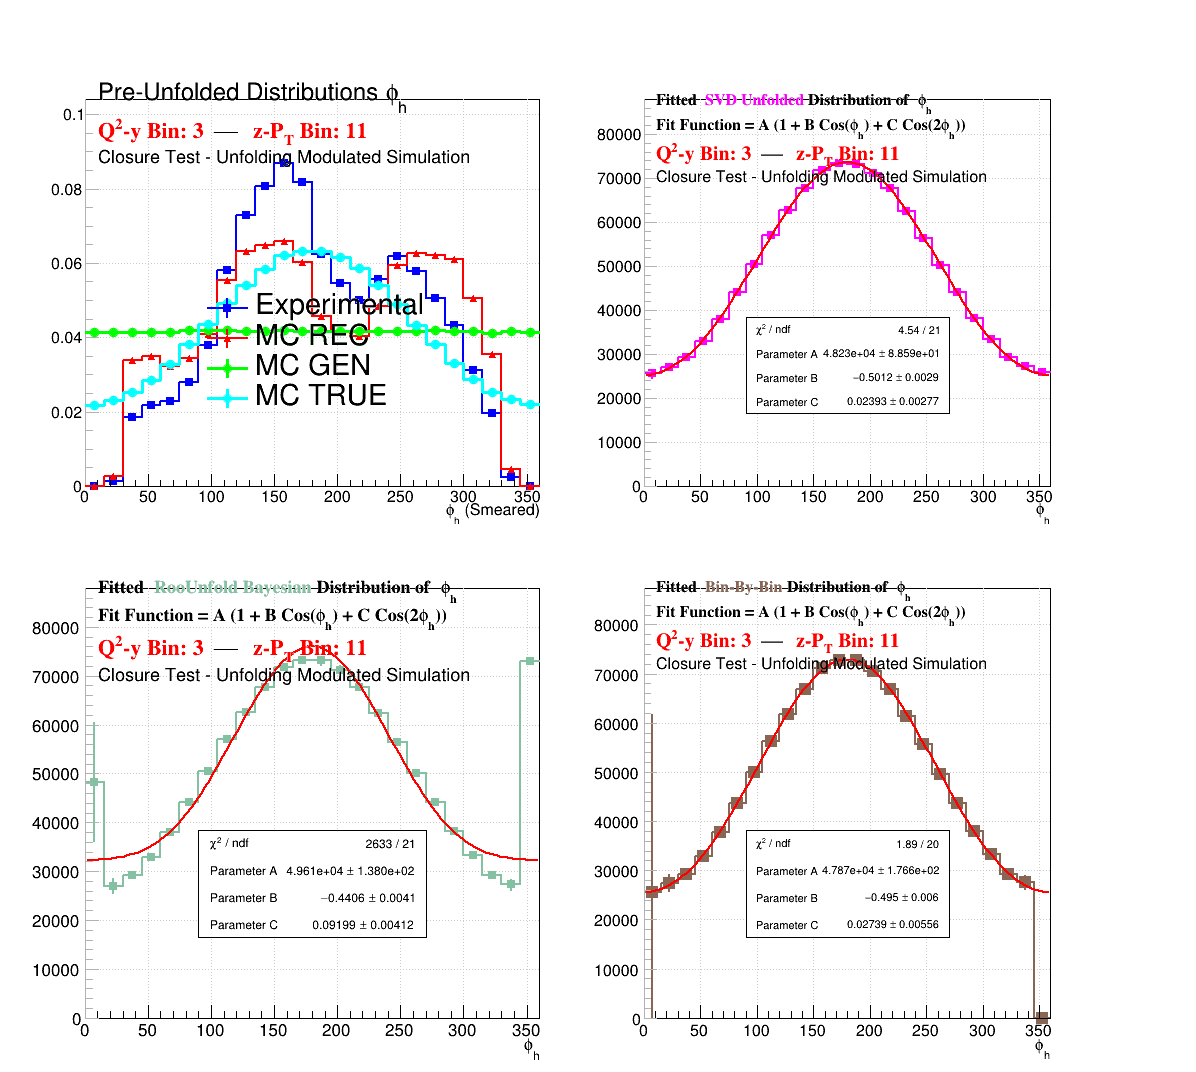 Pre-Unfolded Distributions ϕh
Q²-y Bin: 3 — z-PT Bin: 11
Closure Test - Unfolding Modulated Simulation
0.1
0.08
0.06
0.04
0.02
0
Experimental
MC REC
MC GEN
MC TRUE
0 50 100 150 200 250 300 350
ϕh (Smeared)
Fitted SVD Unfolded Distribution of ϕh
Fit Function = A (1 + B Cos(ϕh) + C Cos(2ϕh))
Q²-y Bin: 3 — z-PT Bin: 11
Closure Test - Unfolding Modulated Simulation
80000
70000
60000
50000
40000
30000
20000
10000
0
χ² / ndf 4.54 / 21
Parameter A 4.823e+04 ± 8.859e+01
Parameter B −0.5012 ± 0.0029
Parameter C 0.02393 ± 0.00277
0 50 100 150 200 250 300 350
ϕh
Fitted RooUnfold Bayesian Distribution of ϕh
Fit Function = A (1 + B Cos(ϕh) + C Cos(2ϕh))
Q²-y Bin: 3 — z-PT Bin: 11
Closure Test - Unfolding Modulated Simulation
80000
70000
60000
50000
40000
30000
20000
10000
0
χ² / ndf 2633 / 21
Parameter A 4.961e+04 ± 1.380e+02
Parameter B −0.4406 ± 0.0041
Parameter C 0.09199 ± 0.00412
0 50 100 150 200 250 300 350
ϕh
Fitted Bin-By-Bin Distribution of ϕh
Fit Function = A (1 + B Cos(ϕh) + C Cos(2ϕh))
Q²-y Bin: 3 — z-PT Bin: 11
Closure Test - Unfolding Modulated Simulation
80000
70000
60000
50000
40000
30000
20000
10000
0
χ² / ndf 1.89 / 20
Parameter A 4.787e+04 ± 1.766e+02
Parameter B −0.495 ± 0.006
Parameter C 0.02739 ± 0.00556
0 50 100 150 200 250 300 350
ϕh